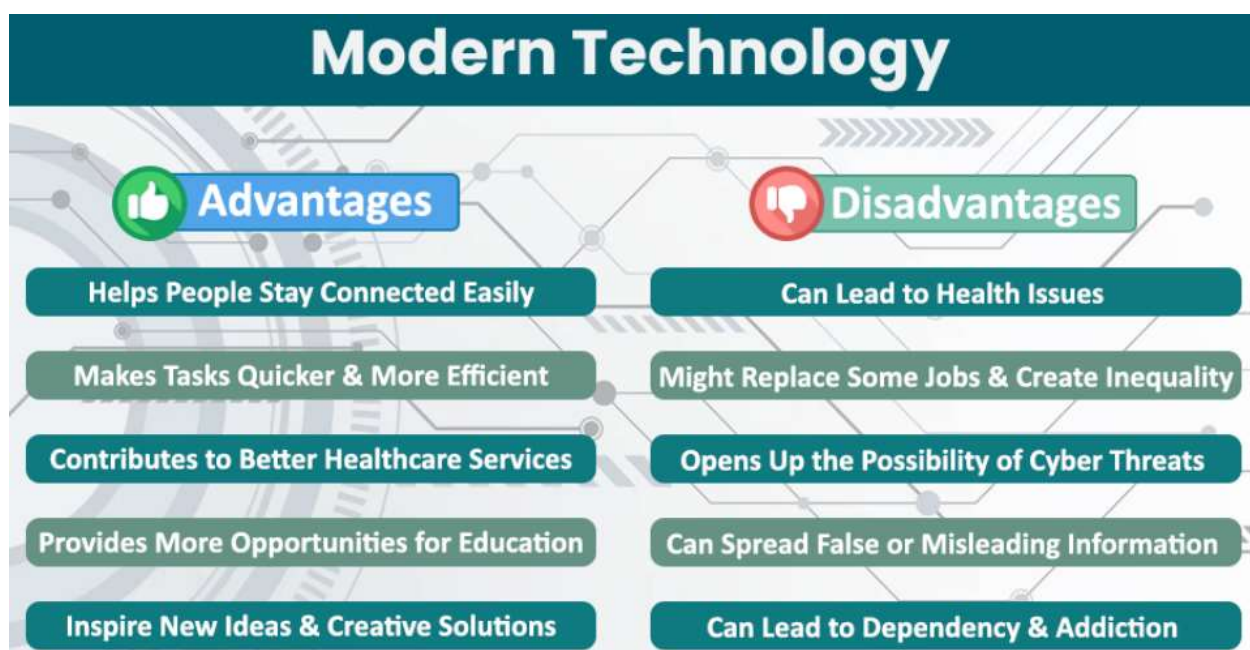 Modern Technology
Advantages
Helps People Stay Connected Easily
Makes Tasks Quicker & More Efficient
Contributes to Better Healthcare Services
Provides More Opportunities for Education
Inspire New Ideas & Creative Solutions
Disadvantages
Can Lead to Health Issues
Might Replace Some Jobs & Create Inequality
Opens Up the Possibility of Cyber Threats
Can Spread False or Misleading Information
Can Lead to Dependency & Addiction